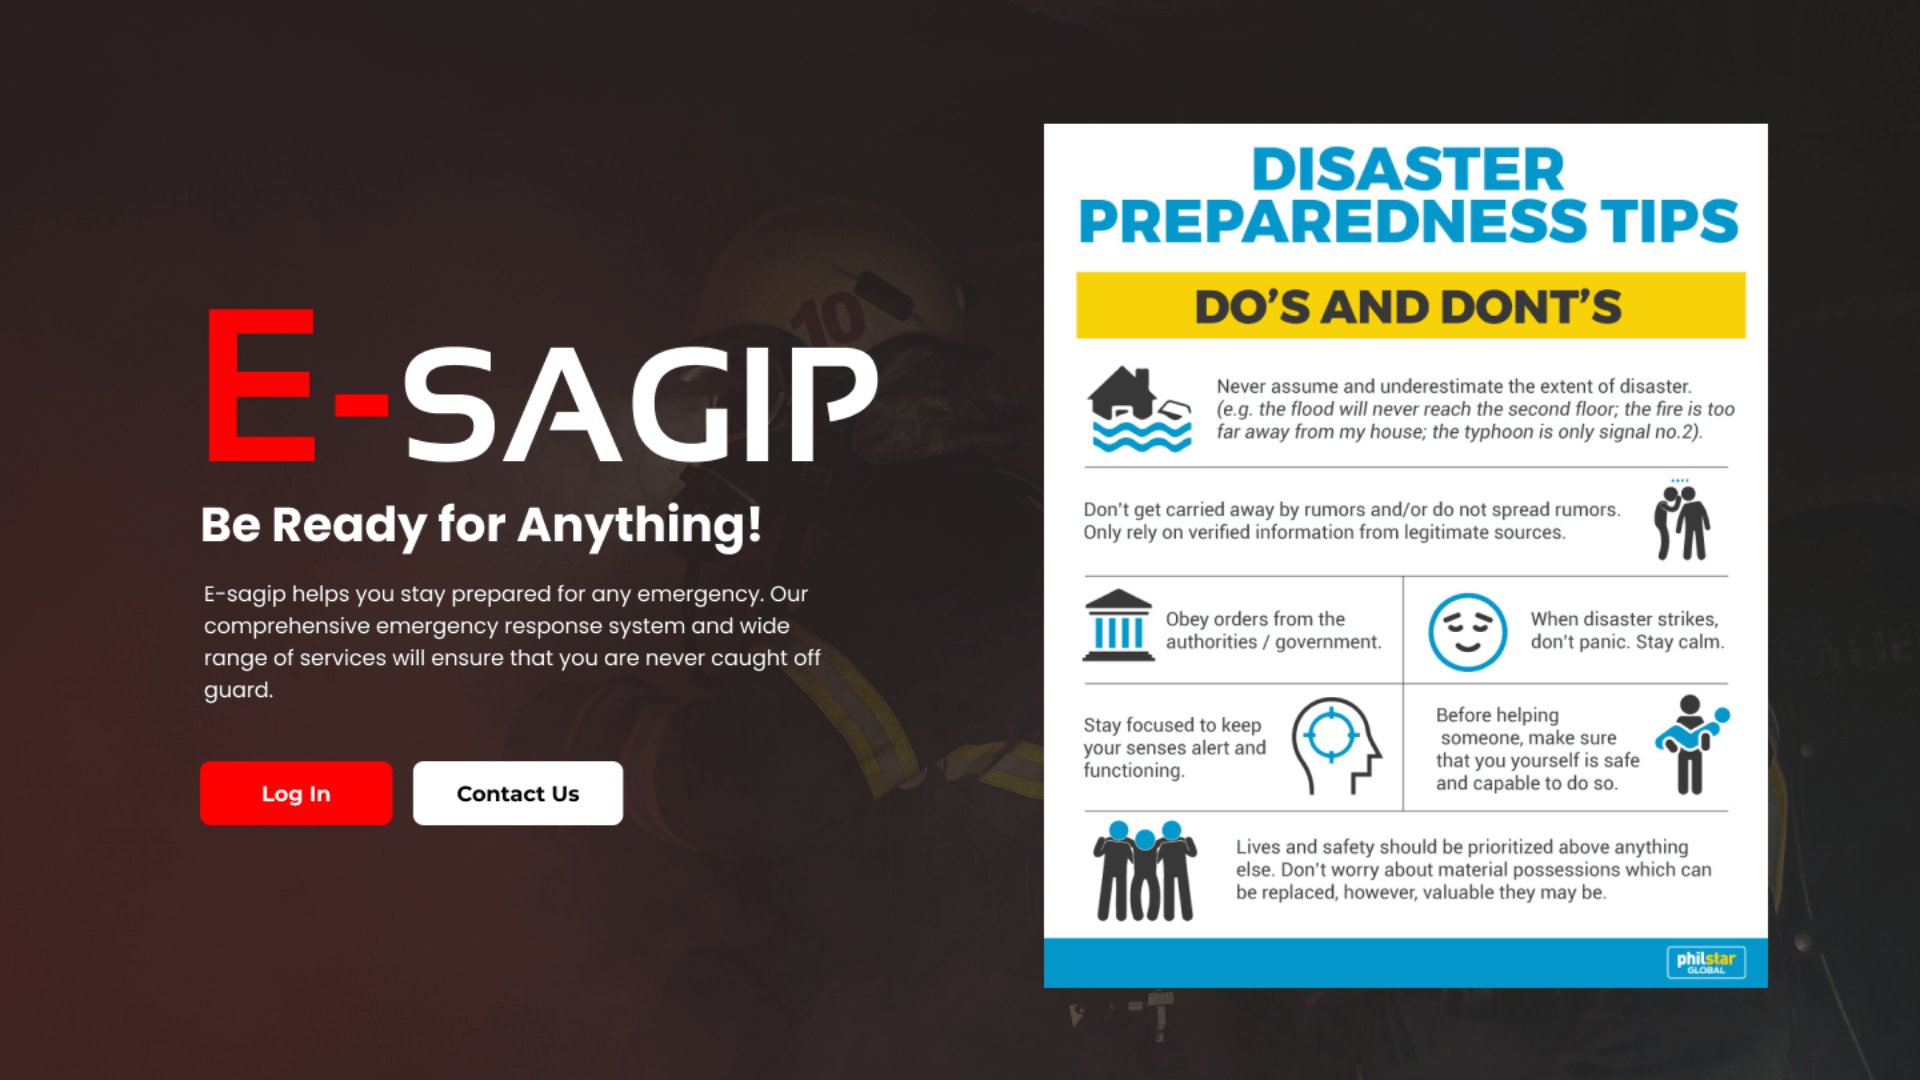 E-SAGIP
Be Ready for Anything!
E-sagip helps you stay prepared for any emergency. Our
comprehensive emergency response system and wide
range of services will ensure that you are never caught off
guard.
Log In
Contact Us
10
DISASTER
PREPAREDNESS TIPS
DO'S AND DONT'S
Never assume and underestimate the extent of disaster.
(e.g. the flood will never reach the second floor; the fire is too
far away from my house; the typhoon is only signal no.2).
Don't get carried away by rumors and/or do not spread rumors.
Only rely on verified information from legitimate sources.
Obey orders from the
authorities / government.
When disaster strikes,
don't panic. Stay calm.
Stay focused to keep
your senses alert and
functioning.
Before helping
someone, make sure
that you yourself is safe
and capable to do so.
Lives and safety should be prioritized above anything
else. Don't worry about material possessions which can
be replaced, however, valuable they may be.
philstar
GLOBAL